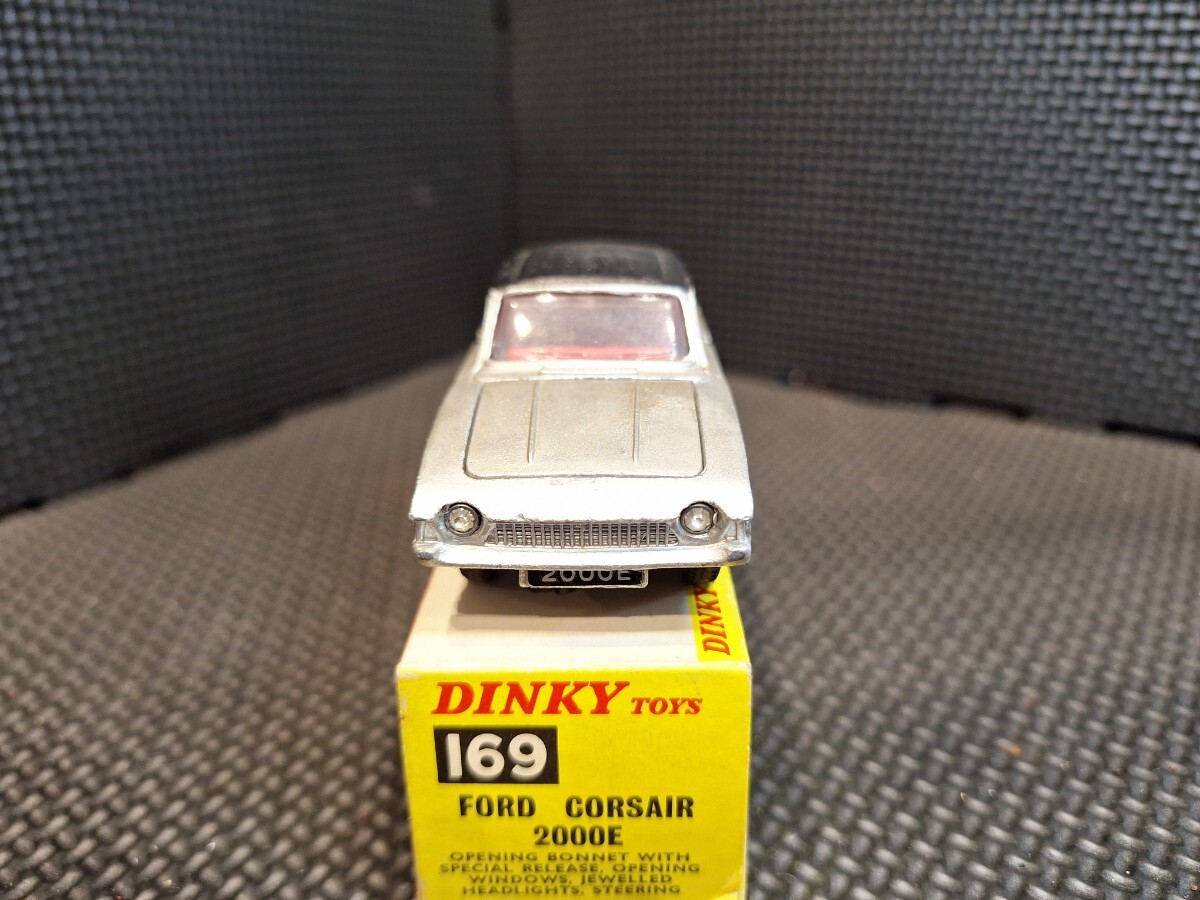 2000E
DINKY
DINKY TOYS
169
FORD CORSAIR
2000E
OPENING BONNET WITH
SPECIAL RELEASE, OPENING
WINDOWS, JEWELLED
HEADLIGHTS, STEERING